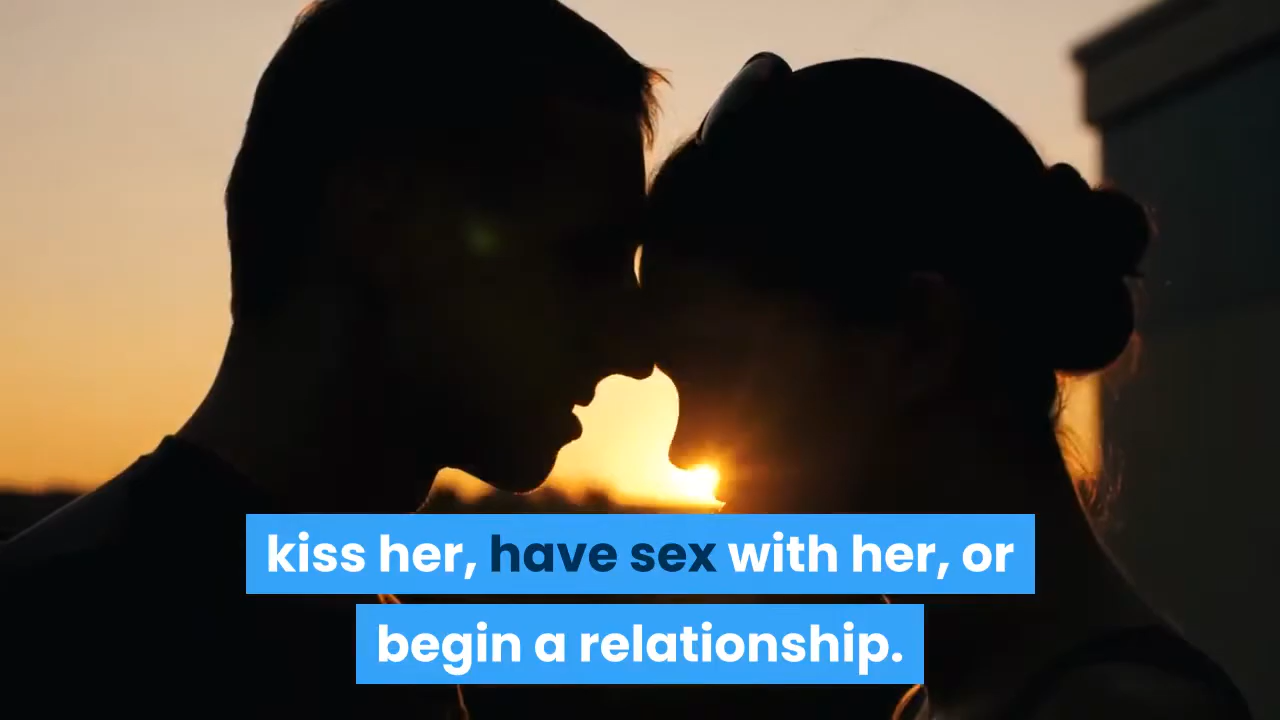 kiss her, have sex with her, or
begin a relationship.